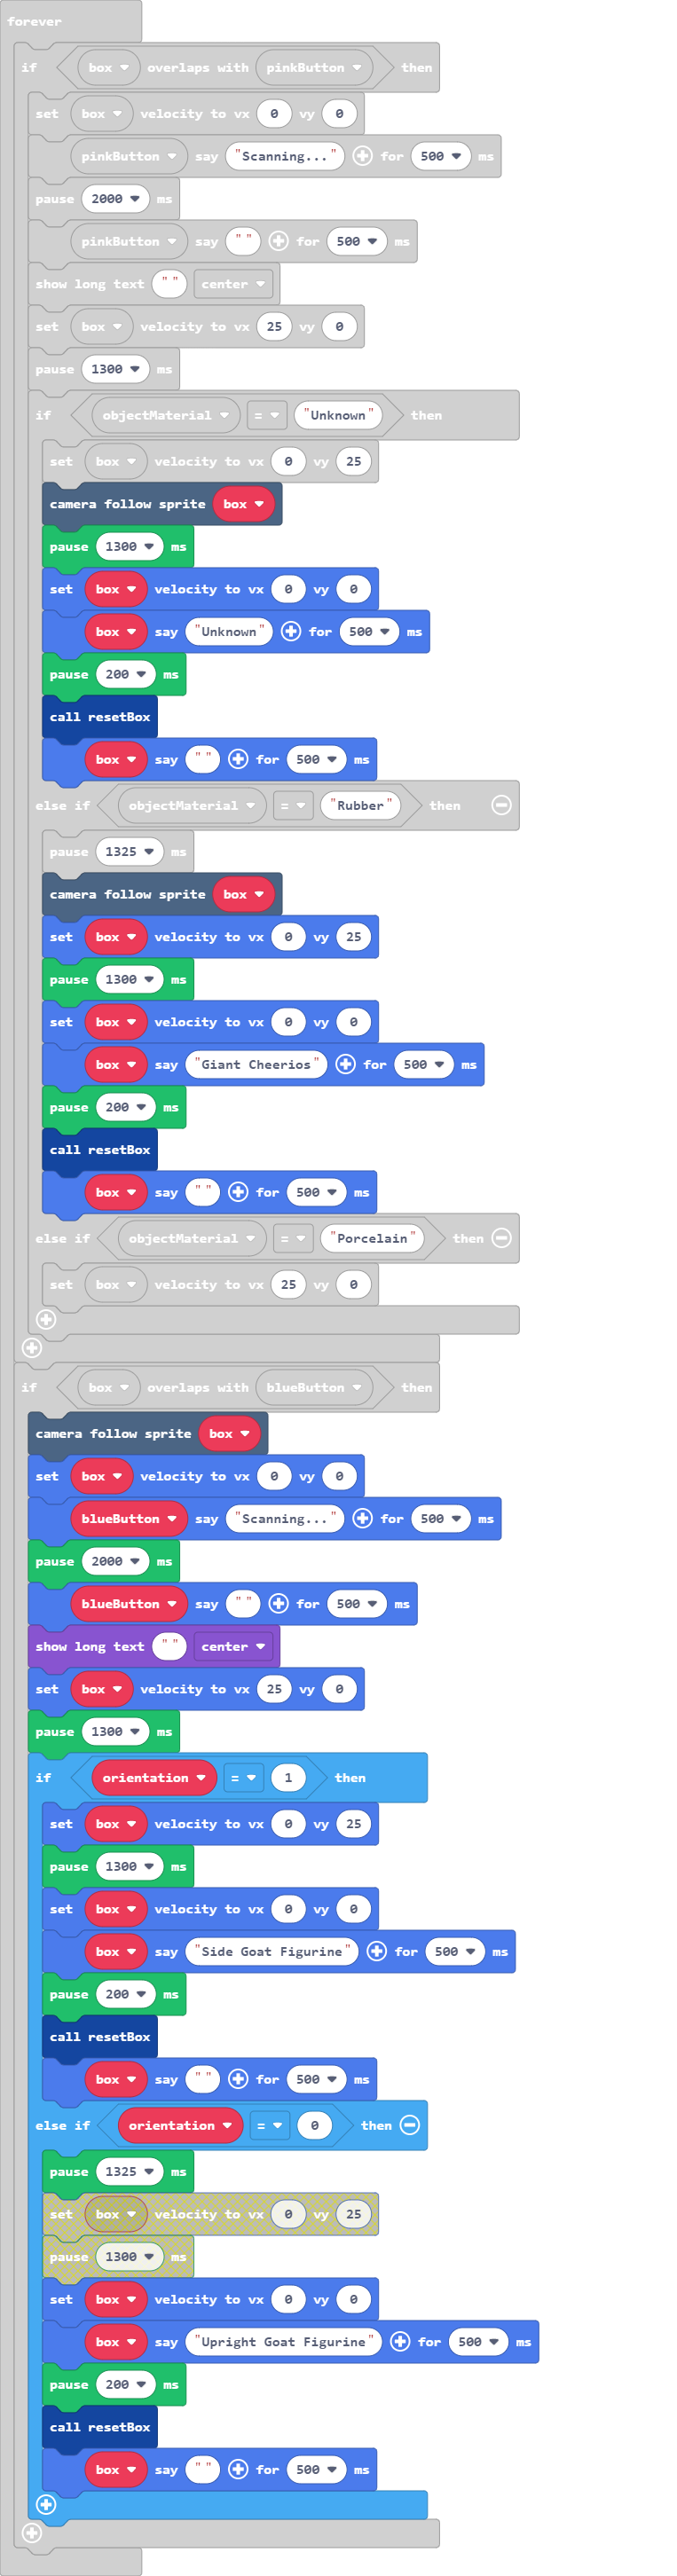 forever
if box overlaps with pinkButton then
set box velocity to vx 0 vy 0
pinkButton say "Scanning..." for 500 ms
pause 2000 ms
pinkButton say " " for 500 ms
show long text " " center
set box velocity to vx 25 vy 0
pause 1300 ms
if objectMaterial = "Unknown" then
set box velocity to vx 0 vy 25
camera follow sprite box
pause 1300 ms
set box velocity to vx 0 vy 0
box say "Unknown" for 500 ms
pause 200 ms
call resetBox
box say " " for 500 ms
else if objectMaterial = "Rubber" then
pause 1325 ms
camera follow sprite box
set box velocity to vx 0 vy 25
pause 1300 ms
set box velocity to vx 0 vy 0
box say "Giant Cheerios" for 500 ms
pause 200 ms
call resetBox
box say " " for 500 ms
else if objectMaterial = "Porcelain" then
set box velocity to vx 25 vy 0
if box overlaps with blueButton then
camera follow sprite box
set box velocity to vx 0 vy 0
blueButton say "Scanning..." for 500 ms
pause 2000 ms
blueButton say " " for 500 ms
show long text " " center
set box velocity to vx 25 vy 0
pause 1300 ms
if orientation = 1 then
set box velocity to vx 0 vy 25
pause 1300 ms
set box velocity to vx 0 vy 0
box say "Side Goat Figurine" for 500 ms
pause 200 ms
call resetBox
box say " " for 500 ms
else if orientation = 0 then
pause 1325 ms
set box velocity to vx 0 vy 25
pause 1300 ms
set box velocity to vx 0 vy 0
box say "Upright Goat Figurine" for 500 ms
pause 200 ms
call resetBox
box say " " for 500 ms